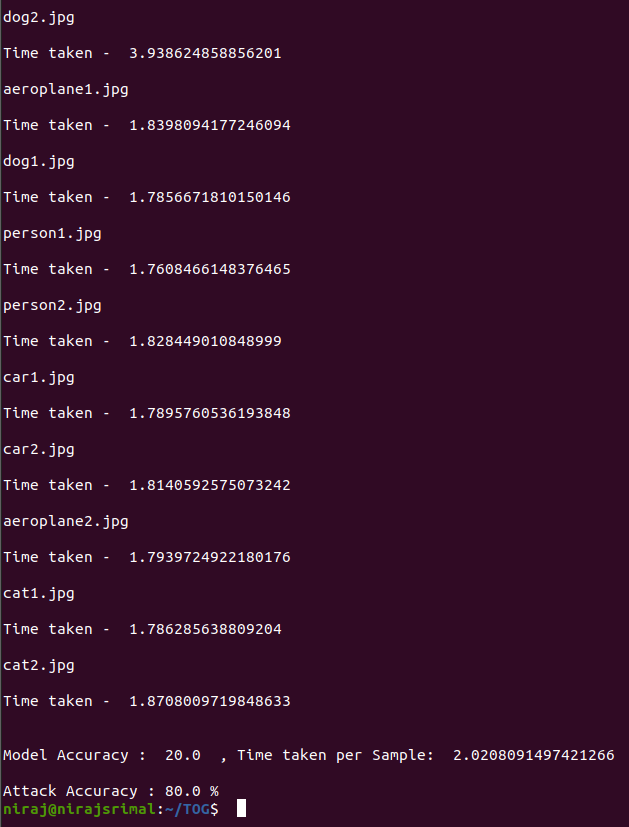 dog2.jpg
Time taken -  3.938624858856201
aeroplane1.jpg
Time taken -  1.8398094177246094
dog1.jpg
Time taken -  1.7856671810150146
person1.jpg
Time taken -  1.7608466148376465
person2.jpg
Time taken -  1.828449010848999
car1.jpg
Time taken -  1.7895760536193848
car2.jpg
Time taken -  1.8140592575073242
aeroplane2.jpg
Time taken -  1.7939724922180176
cat1.jpg
Time taken -  1.786285638809204
cat2.jpg
Time taken -  1.8708009719848633
Model Accuracy :  20.0  , Time taken per Sample:  2.0208091497421266
Attack Accuracy : 80.0 %
niraj@nirajsrimal:~/TOG$